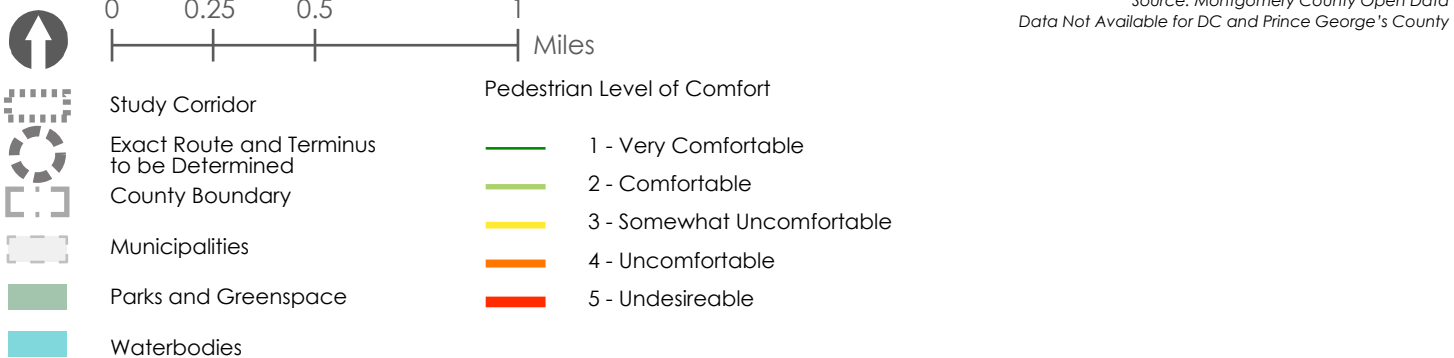 0 0.25 0.5 1
Miles
Source: Montgomery County Open Data
Data Not Available for DC and Prince George's County
Study Corridor
Exact Route and Terminus
to be Determined
County Boundary
Municipalities
Parks and Greenspace
Waterbodies
Pedestrian Level of Comfort
1 - Very Comfortable
2 - Comfortable
3 - Somewhat Uncomfortable
4 - Uncomfortable
5 - Undesireable